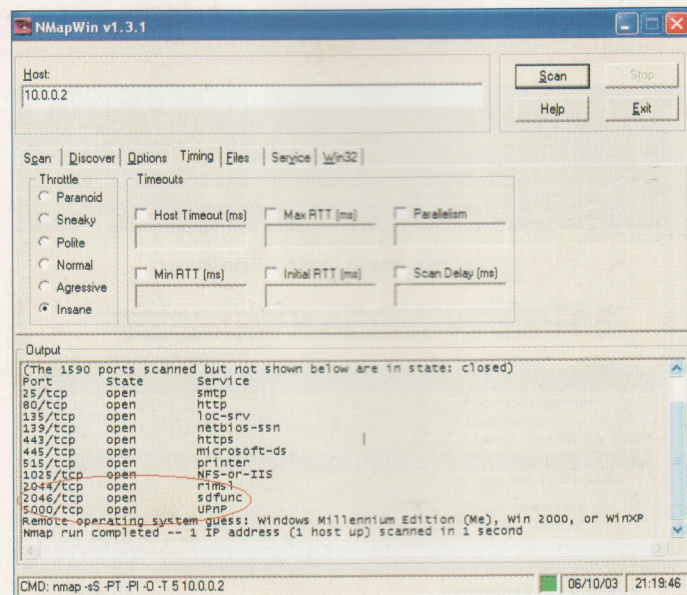 NMapWin v1.3.1
Host:
10.0.0.2
Scan Stop
Help Exit
Scan Discover Options Timing Files Service Win32
Throttle
Paranoid
Sneaky
Polite
Normal
Agressive
Insane
Timeouts
Host Timeout (ms) Max RTT (ms) Parallelism
Min RTT (ms) Initial RTT (ms) Scan Delay (ms)
Output
(The 1590 ports scanned but not shown below are in state: closed)
Port State Service
25/tcp open smtp
80/tcp open http
135/tcp open loc-srv
139/tcp open netbios-ssn
443/tcp open https
445/tcp open microsoft-ds
515/tcp open printer
1025/tcp open NFS-or-IIS
2044/tcp open rimsl
2046/tcp open sdfunc
5000/tcp open UPnP
Remote operating system guess: Windows Millennium Edition (Me), Win 2000, or WinXP
Nmap run completed -- 1 IP address (1 host up) scanned in 1 second
CMD: nmap -sS -PT -PI -O -T 5 10.0.0.2 06/10/03 21:19:46